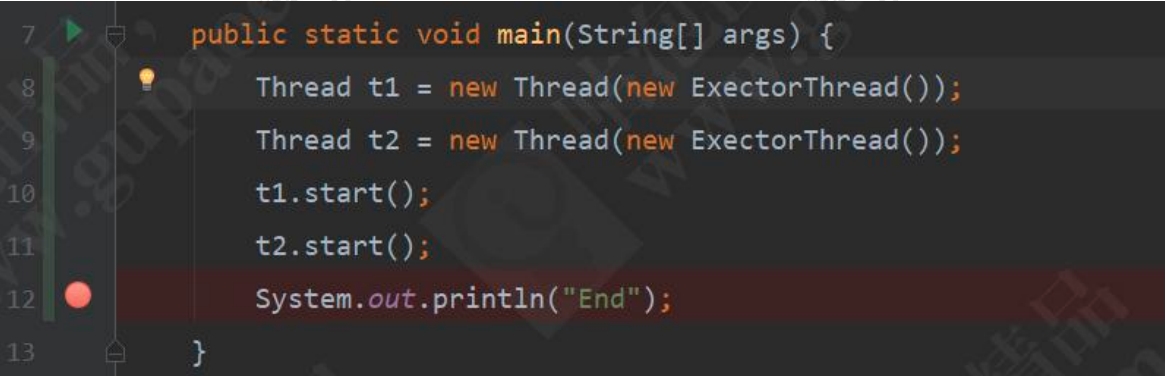 7 public static void main(String[] args) {
8 Thread t1 = new Thread(new ExectorThread());
9 Thread t2 = new Thread(new ExectorThread());
10 t1.start();
11 t2.start();
12 System.out.println("End");
13 }